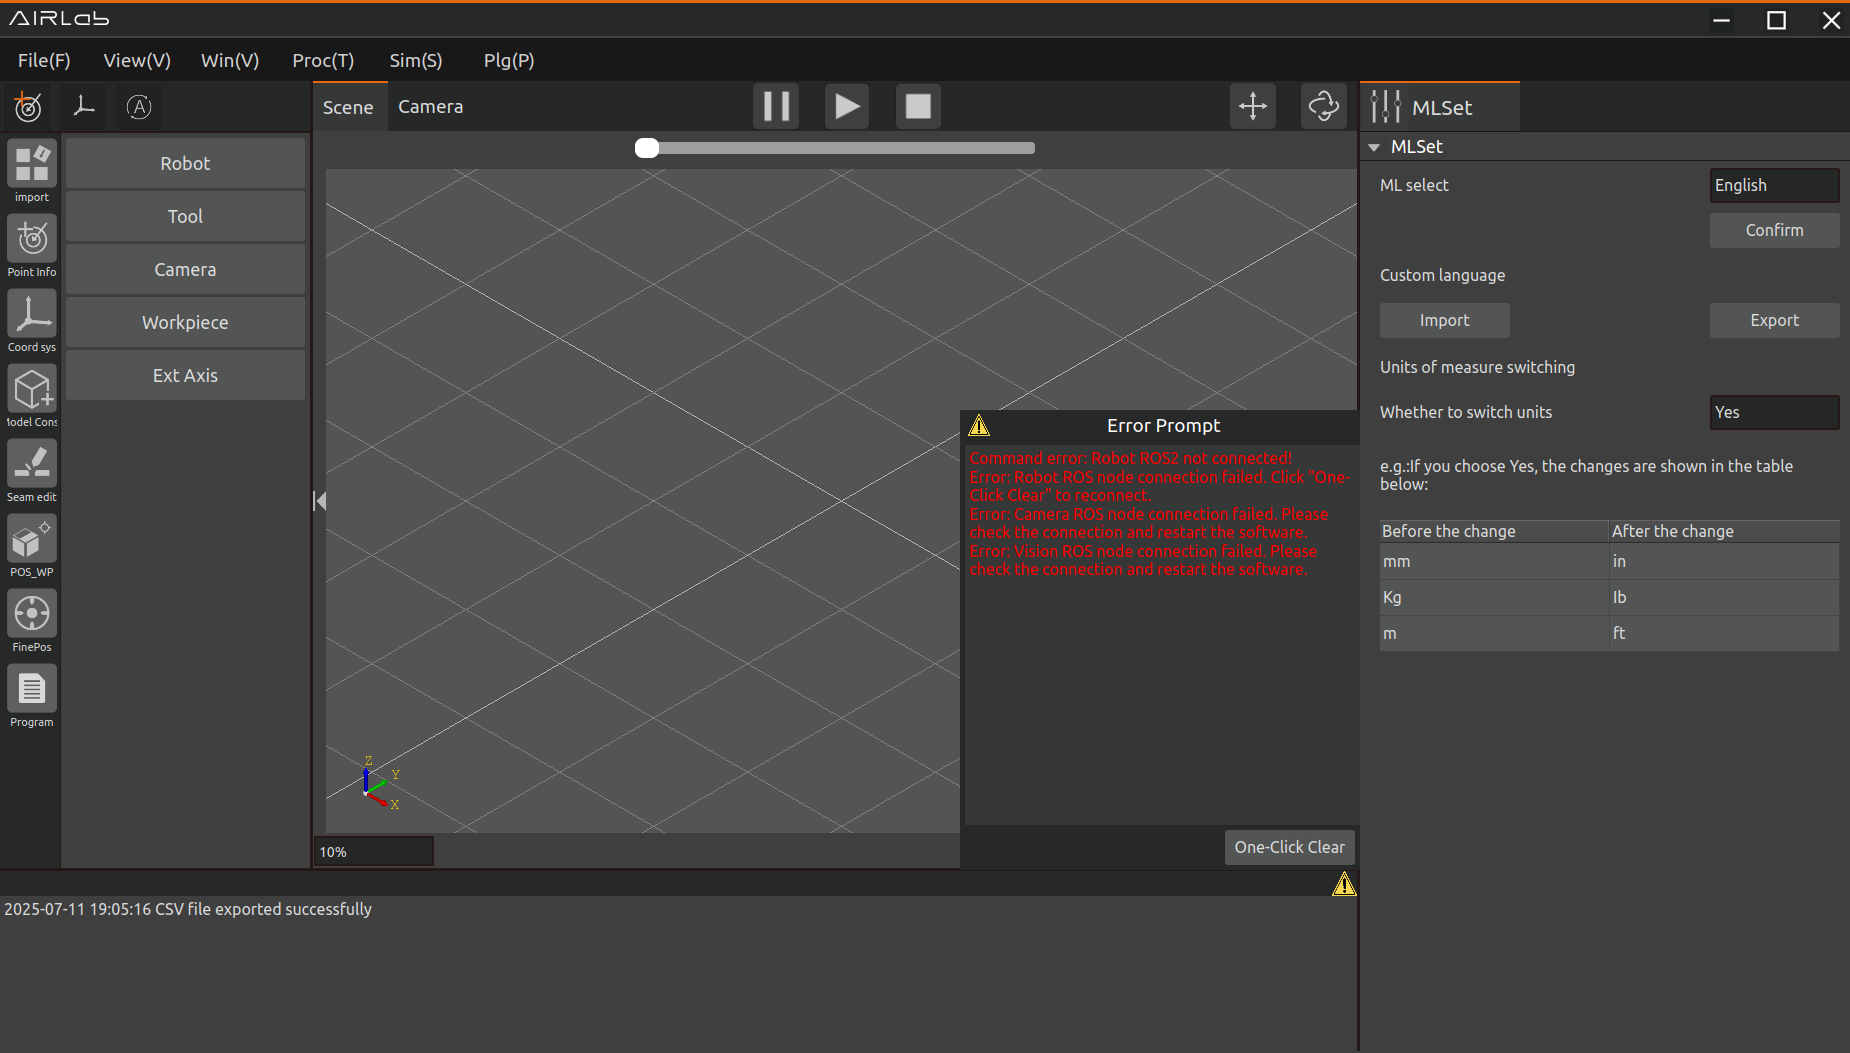 AIRLab
File(F) View(V) Win(V) Proc(T) Sim(S) Plg(P)
A
Scene Camera
MLSet
import
Point Info
Coord sys
Model Cons
Seam edit
POS_WP
FinePos
Program
Robot
Tool
Camera
Workpiece
Ext Axis
Z
Y
X
10%
Error Prompt
Command error: Robot ROS2 not connected!
Error: Robot ROS node connection failed. Click "One-
Click Clear" to reconnect.
Error: Camera ROS node connection failed. Please
check the connection and restart the software.
Error: Vision ROS node connection failed. Please
check the connection and restart the software.
One-Click Clear
2025-07-11 19:05:16 CSV file exported successfully
MLSet
ML select English
Confirm
Custom language
Import Export
Units of measure switching
Whether to switch units Yes
e.g.:If you choose Yes, the changes are shown in the table
below:
Before the change After the change
mm in
Kg Ib
m ft